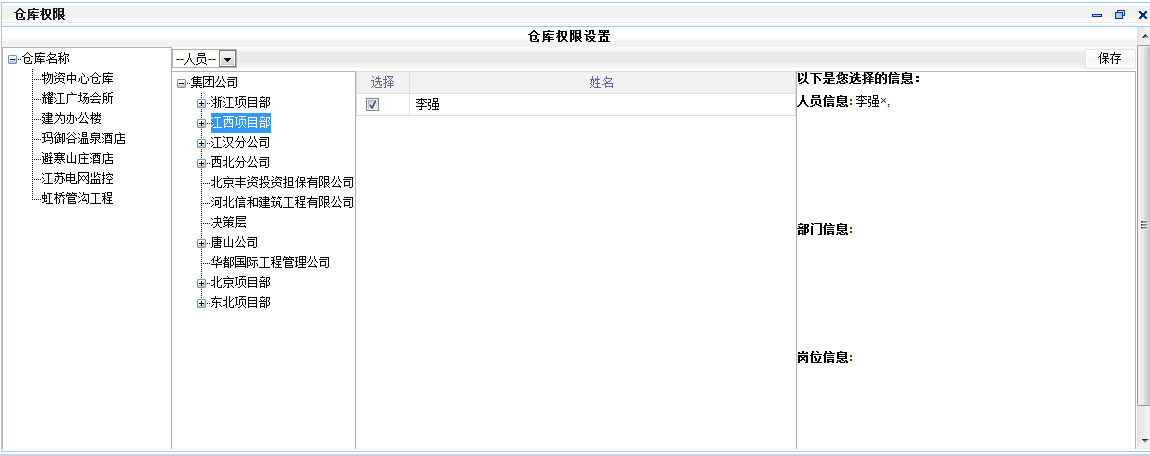 仓库权限
仓库权限设置
仓库名称
物资中心仓库
耀江广场会所
建为办公楼
玛御谷温泉酒店
避寒山庄酒店
江苏电网监控
虹桥管沟工程
--人员--
保存
集团公司
浙江项目部
江西项目部
江汉分公司
西北分公司
北京丰资投资担保有限公司
河北信和建筑工程有限公司
决策层
唐山公司
华都国际工程管理公司
北京项目部
东北项目部
选择 姓名
李强
以下是您选择的信息:
人员信息: 李强×,
部门信息:
岗位信息: